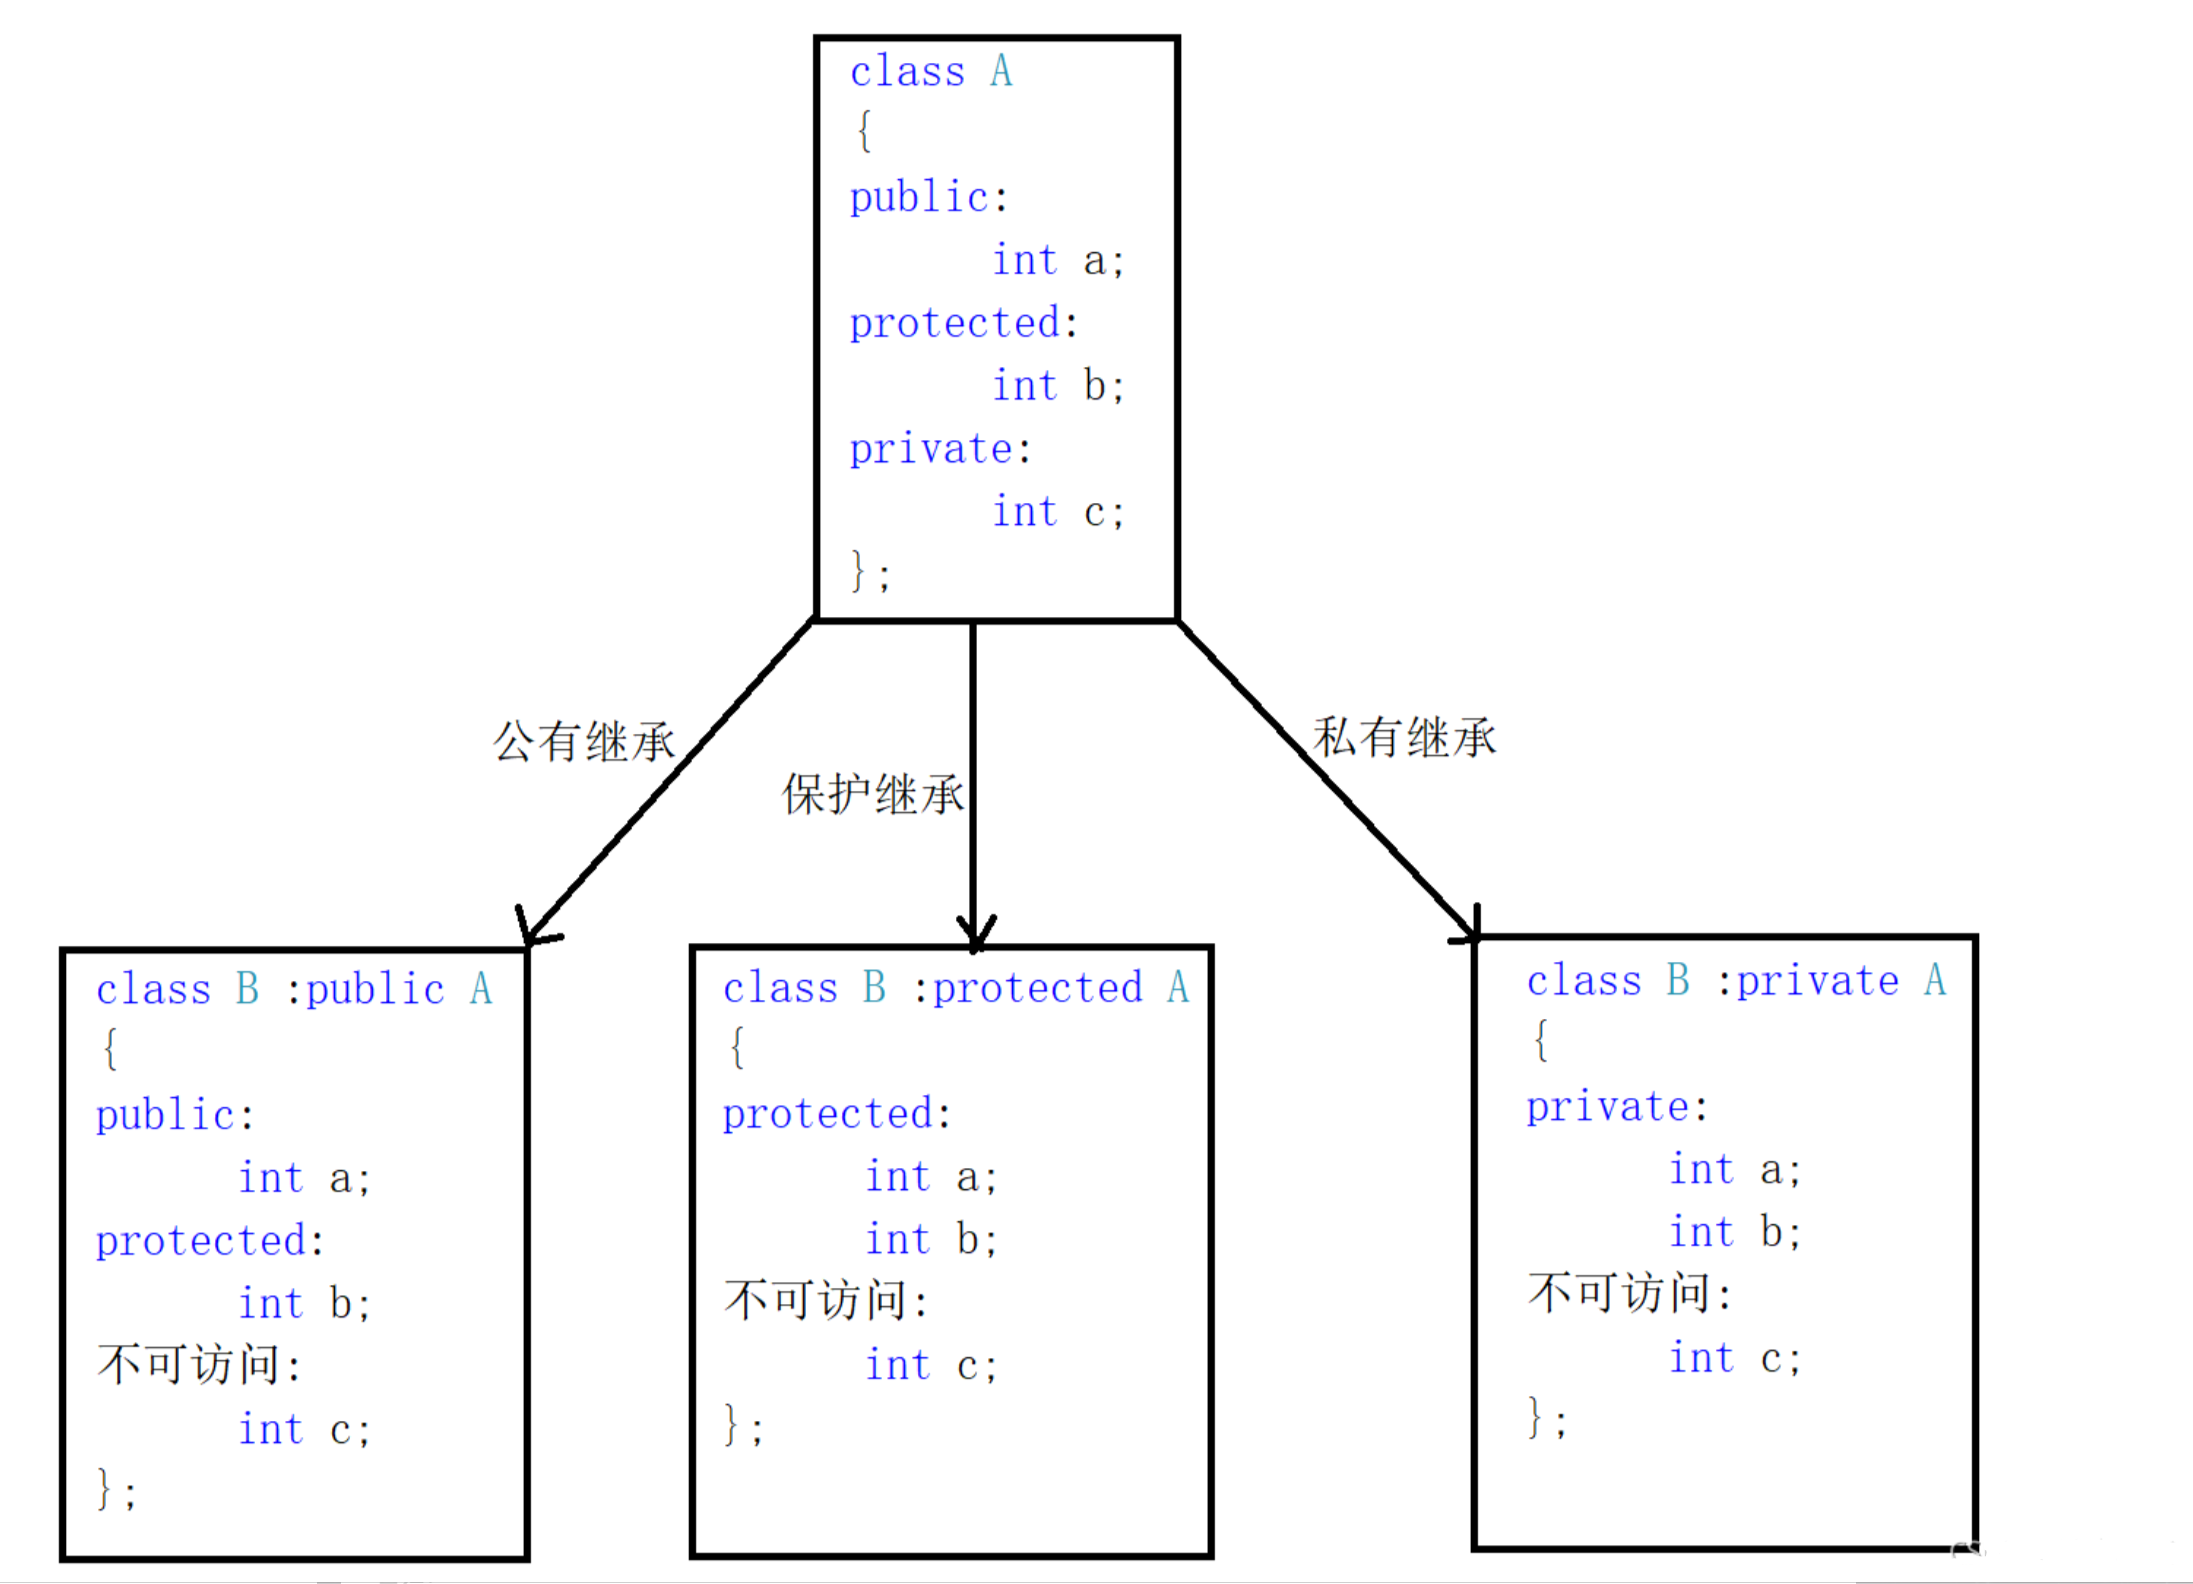 class A
{
public:
int a;
protected:
int b;
private:
int c;
};
公有继承
保护继承
私有继承
class B :public A
{
public:
int a;
protected:
int b;
不可访问:
int c;
};
class B :protected A
{
protected:
int a;
int b;
不可访问:
int c;
};
class B :private A
{
private:
int a;
int b;
不可访问:
int c;
};